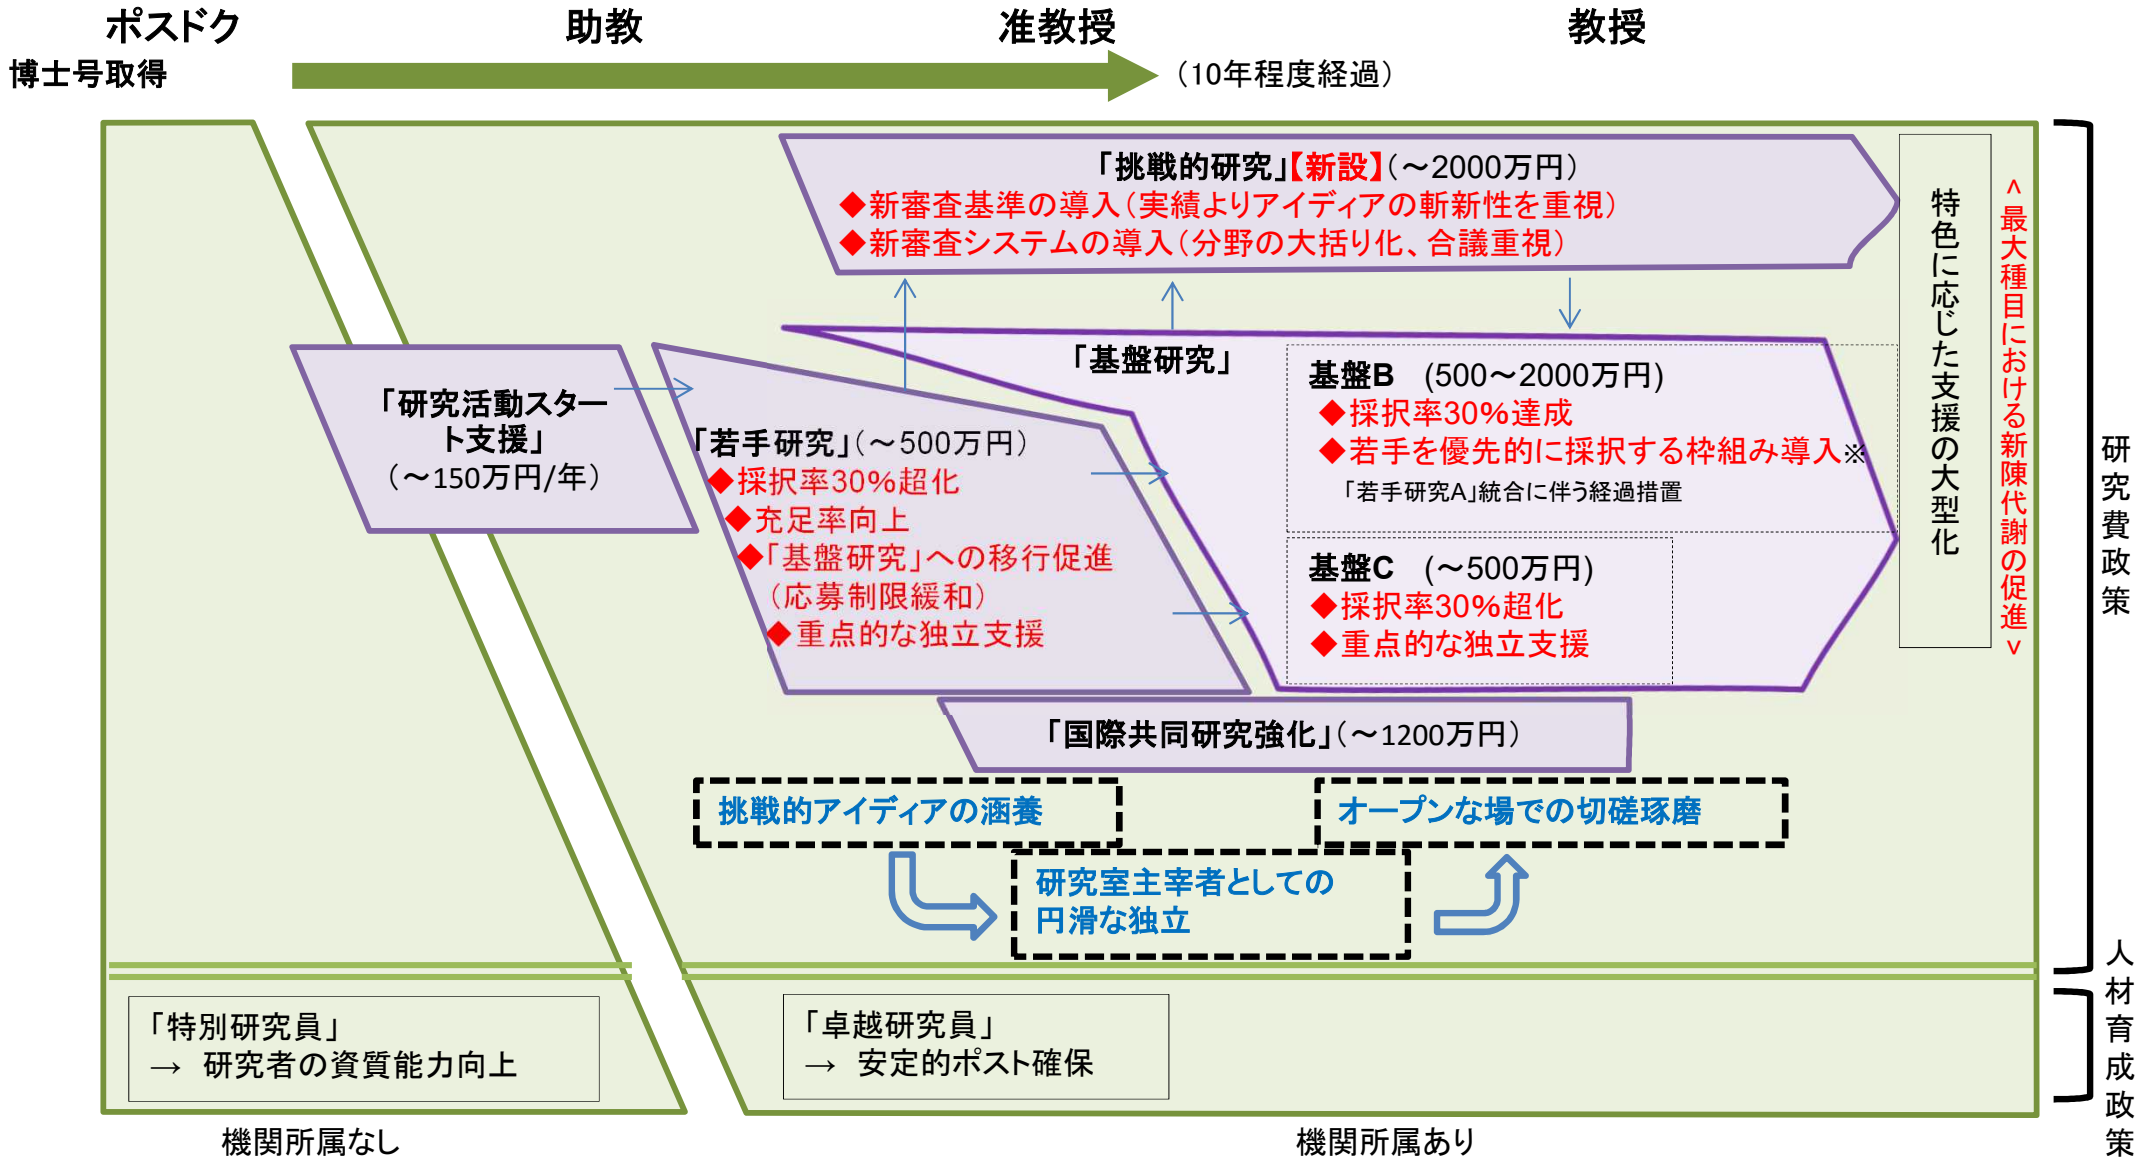 ポスドク
助教
准教授
教授
博士号取得
（10年程度経過）
「挑戦的研究」【新設】（～2000万円）
◆新審査基準の導入（実績よりアイディアの斬新性を重視）
◆新審査システムの導入（分野の大括り化、合議重視）
特色に応じた支援の大型化
＜最大種目における新陳代謝の促進＞
研究費政策
「基盤研究」
基盤B　(500～2000万円)
◆採択率30%達成
◆若手を優先的に採択する枠組み導入※
「若手研究A」統合に伴う経過措置
基盤C　(～500万円)
◆採択率30%超化
◆重点的な独立支援
「研究活動スター
ト支援」
（～150万円/年）
「若手研究」（～500万円）
◆採択率30%超化
◆充足率向上
◆「基盤研究」への移行促進
（応募制限緩和）
◆重点的な独立支援
「国際共同研究強化」（～1200万円）
挑戦的アイディアの涵養
オープンな場での切磋琢磨
研究室主宰者としての
円滑な独立
人材育成政策
「特別研究員」
→　研究者の資質能力向上
「卓越研究員」
→　安定的ポスト確保
機関所属なし
機関所属あり